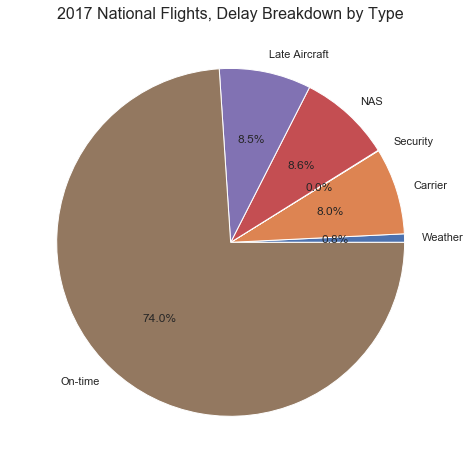 2017 National Flights, Delay Breakdown by Type
Late Aircraft
NAS
Security
Carrier
Weather
On-time
8.5%
8.6%
0.0%
8.0%
0.8%
74.0%